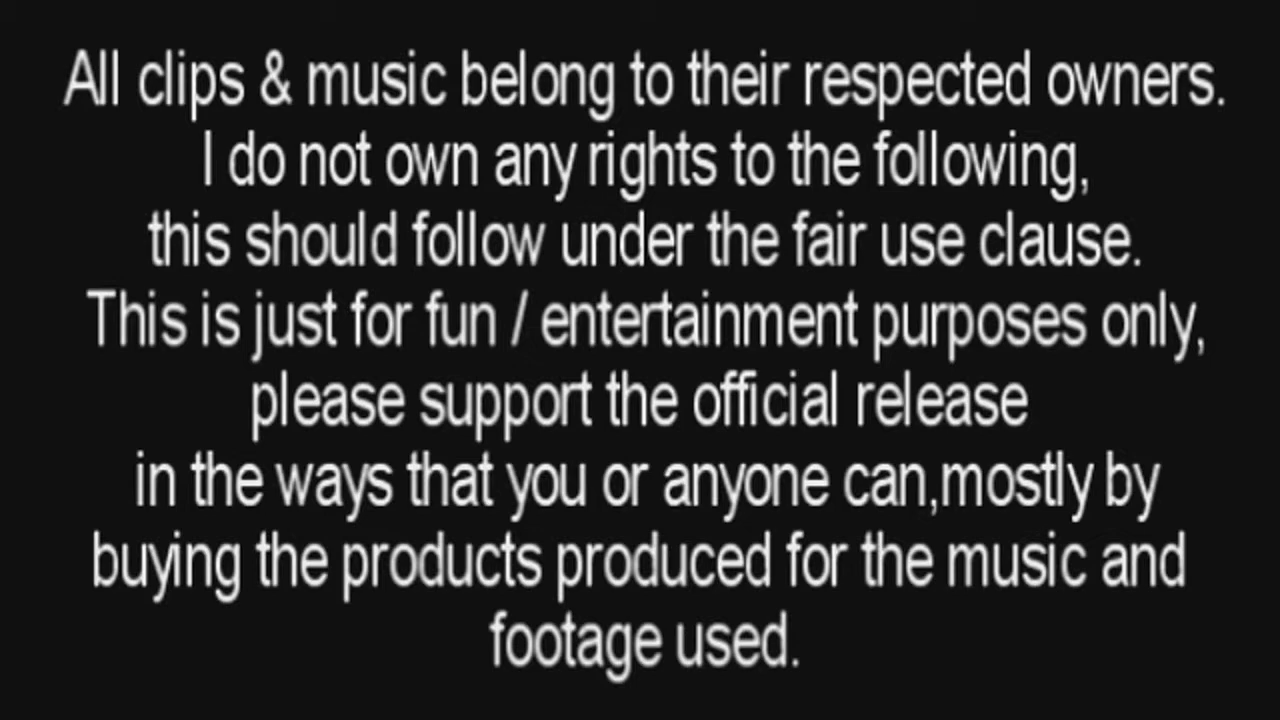 All clips & music belong to their respected owners.
I do not own any rights to the following,
this should follow under the fair use clause.
This is just for fun / entertainment purposes only,
please support the official release
in the ways that you or anyone can,mostly by
buying the products produced for the music and
footage used.